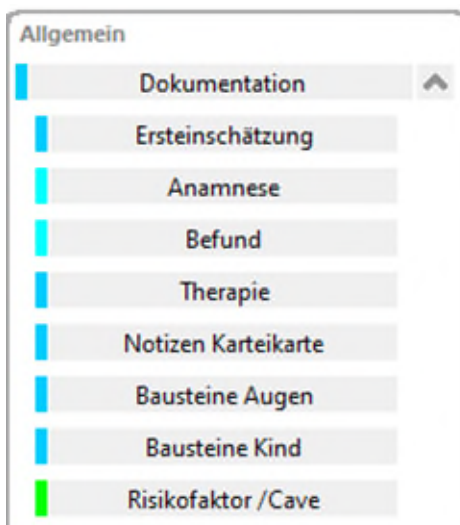 Allgemein
Dokumentation
Ersteinschätzung
Anamnese
Befund
Therapie
Notizen Karteikarte
Bausteine Augen
Bausteine Kind
Risikofaktor /Cave